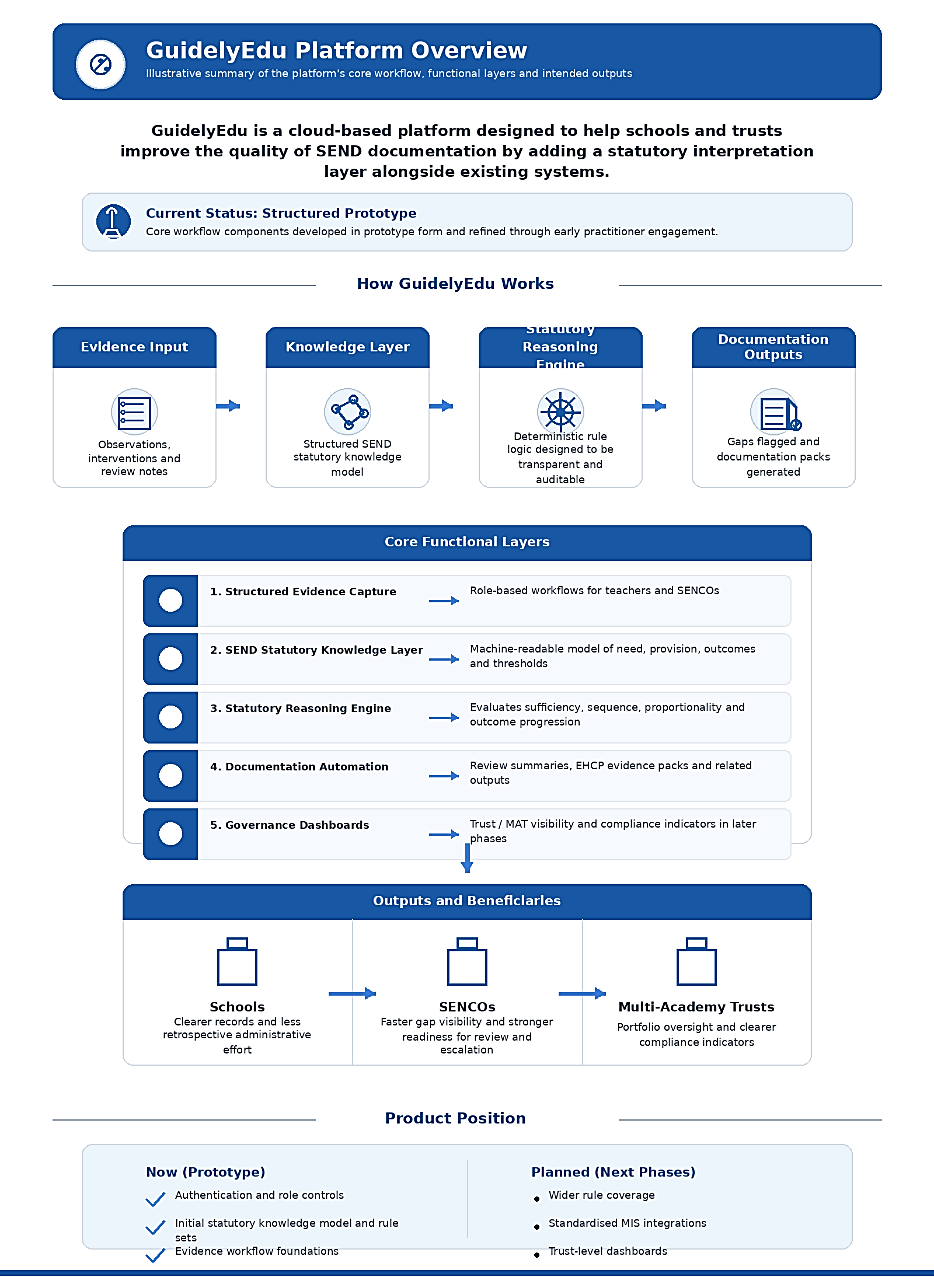 GuidelyEdu Platform Overview
Illustrative summary of the platform's core workflow, functional layers and intended outputs
GuidelyEdu is a cloud-based platform designed to help schools and trusts
improve the quality of SEND documentation by adding a statutory interpretation
layer alongside existing systems.
Current Status: Structured Prototype
Core workflow components developed in prototype form and refined through early practitioner engagement.
How GuidelyEdu Works
Evidence Input
Observations,
interventions and
review notes
Knowledge Layer
Structured SEND
statutory knowledge
model
Statutory
Reasoning
Engine
Deterministic rule
logic designed to be
transparent and
auditable
Documentation
Outputs
Gaps flagged and
documentation packs
generated
Core Functional Layers
1. Structured Evidence Capture
Role-based workflows for teachers and SENCOs
2. SEND Statutory Knowledge Layer
Machine-readable model of need, provision, outcomes
and thresholds
3. Statutory Reasoning Engine
Evaluates sufficiency, sequence, proportionality and
outcome progression
4. Documentation Automation
Review summaries, EHCP evidence packs and related
outputs
5. Governance Dashboards
Trust / MAT visibility and compliance indicators in later
phases
Outputs and Beneficiaries
Schools
Clearer records and less
retrospective administrative
effort
SENCOs
Faster gap visibility and stronger
readiness for review and
escalation
Multi-Academy Trusts
Portfolio oversight and clearer
compliance indicators
Product Position
Now (Prototype)
Authentication and role controls
Initial statutory knowledge model and rule
sets
Evidence workflow foundations
Planned (Next Phases)
Wider rule coverage
Standardised MIS integrations
Trust-level dashboards